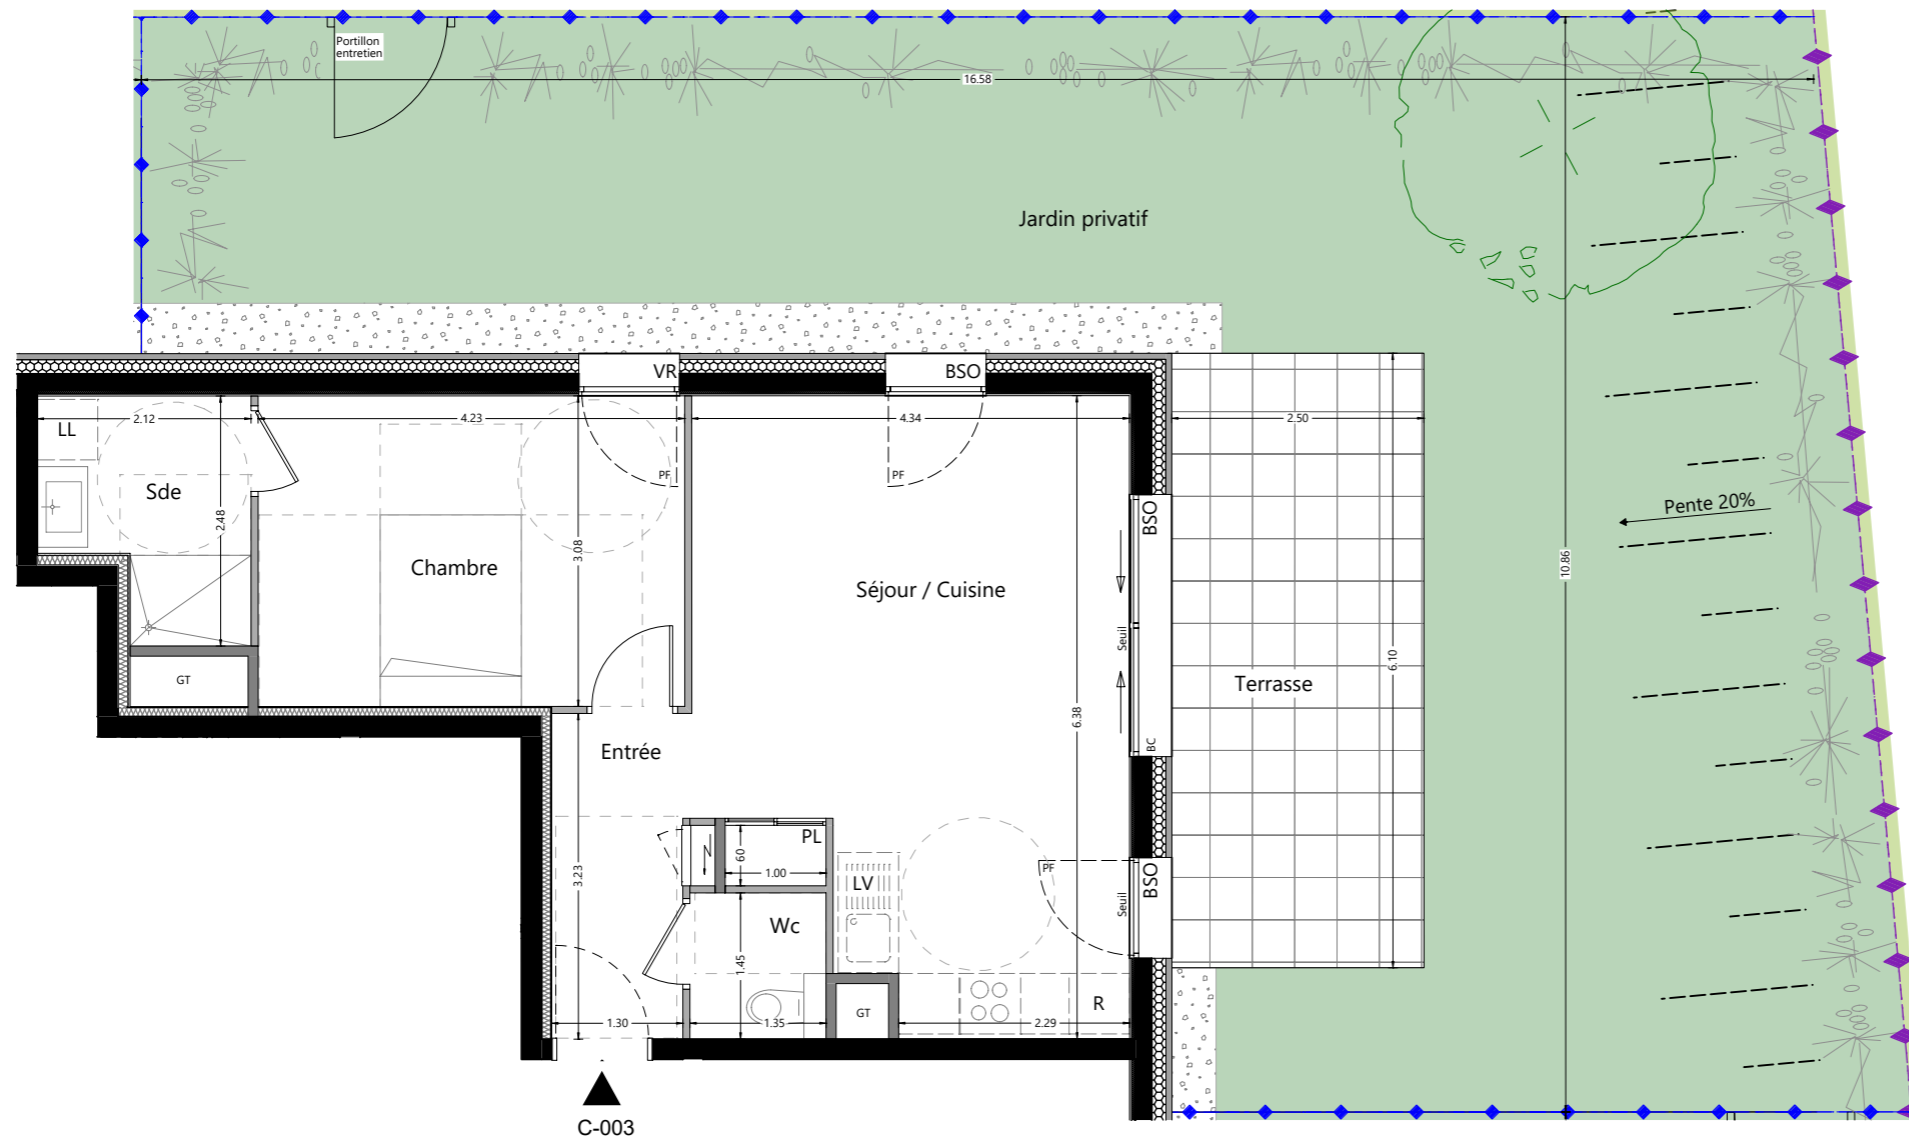 Portillon
entretien
16.58
Jardin privatif
VR
BSO
2.12
4.23
4.34
2.50
LL
PF
PF
Sde
2.48
3.08
BSO
Pente 20%
Chambre
Séjour / Cuisine
10.86
Seuil
6.10
GT
Terrasse
6.38
Entrée
BC
PL
60
1.00
3.23
LV
PF
BSO
Seuil
Wc
1.45
R
GT
1.30
1.35
2.29
C-003